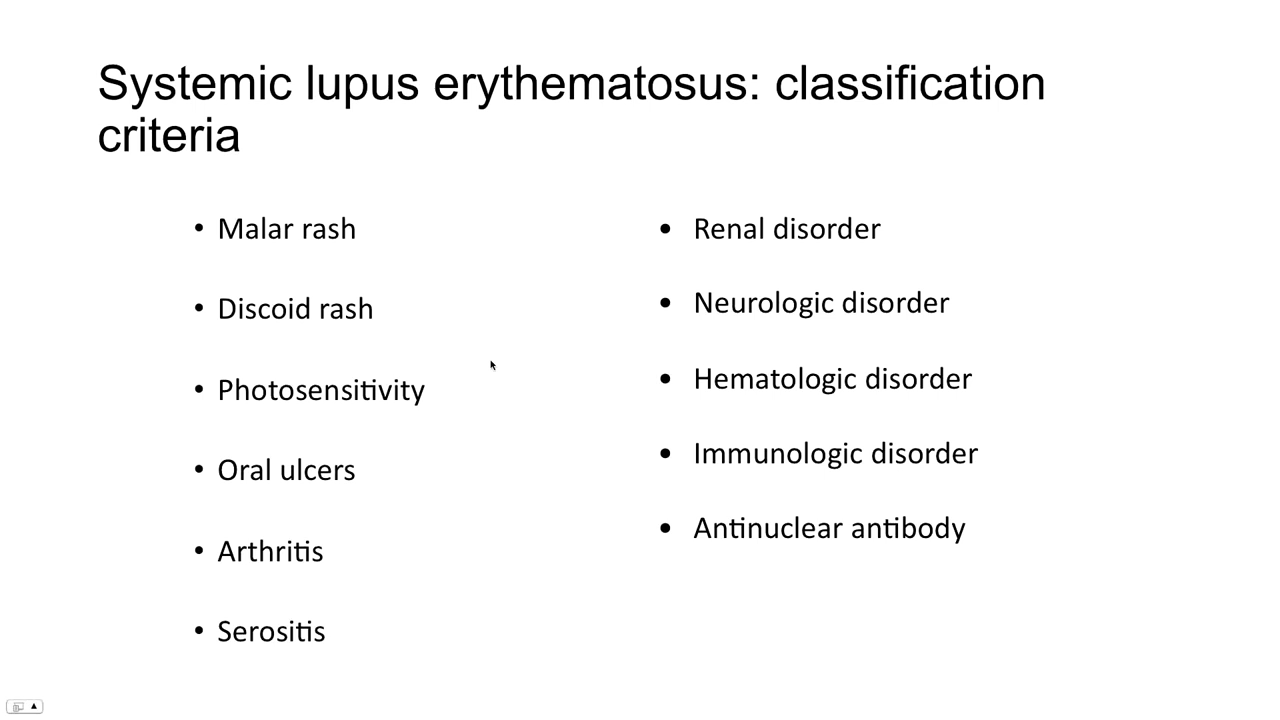 Systemic lupus erythematosus: classification
criteria
• Malar rash
• Discoid rash
• Photosensitivity
• Oral ulcers
• Arthritis
• Serositis
• Renal disorder
• Neurologic disorder
• Hematologic disorder
• Immunologic disorder
• Antinuclear antibody